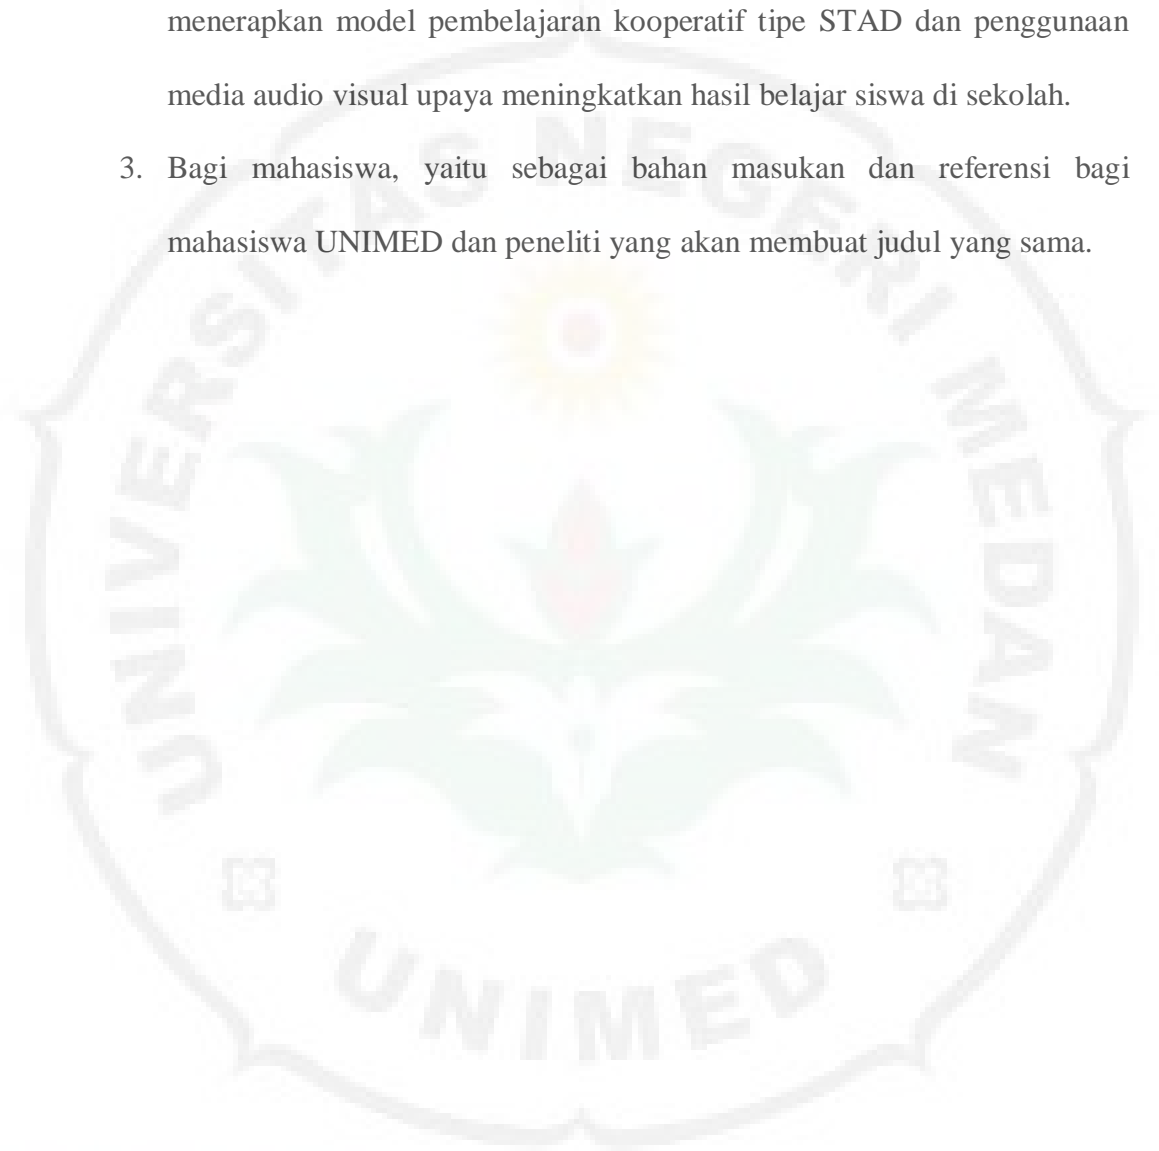 menerapkan model pembelajaran kooperatif tipe STAD dan penggunaan
media audio visual upaya meningkatkan hasil belajar siswa di sekolah.
3. Bagi mahasiswa, yaitu sebagai bahan masukan dan referensi bagi
mahasiswa UNIMED dan peneliti yang akan membuat judul yang sama.
UNIVERSITAS NEGERI MEDAN
UNIMED